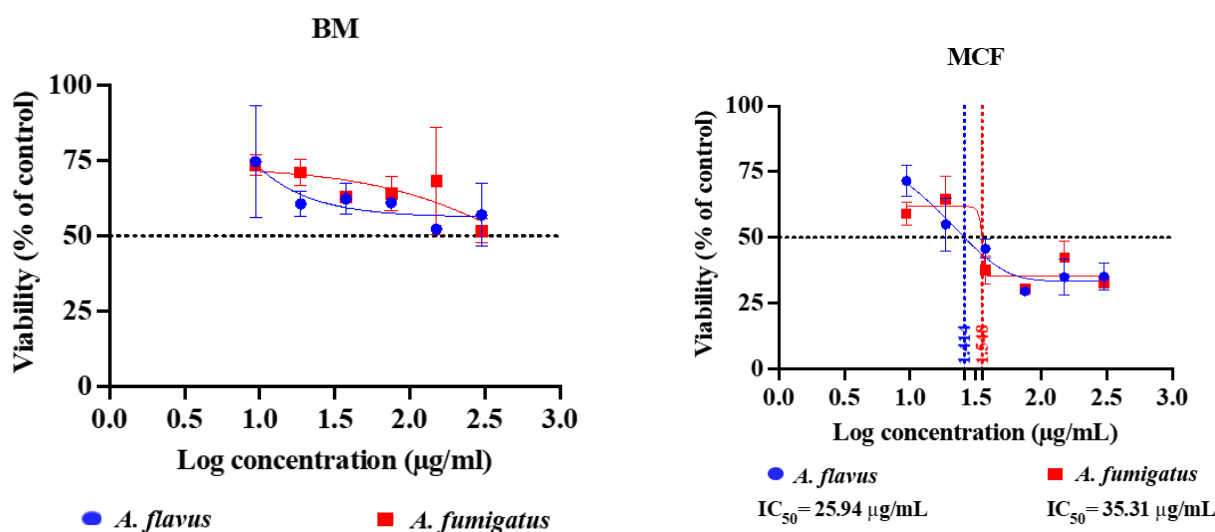 BM
Viability (% of control)
100
75
50
25
0
0.0 0.5 1.0 1.5 2.0 2.5 3.0
Log concentration (µg/ml)
A. flavus A. fumigatus
MCF
Viability (% of control)
100
75
50
25
0
1.414
1.548
0.0 0.5 1.0 1.5 2.0 2.5 3.0
Log concentration (µg/mL)
A. flavus A. fumigatus
IC50= 25.94 µg/mL IC50= 35.31 µg/mL